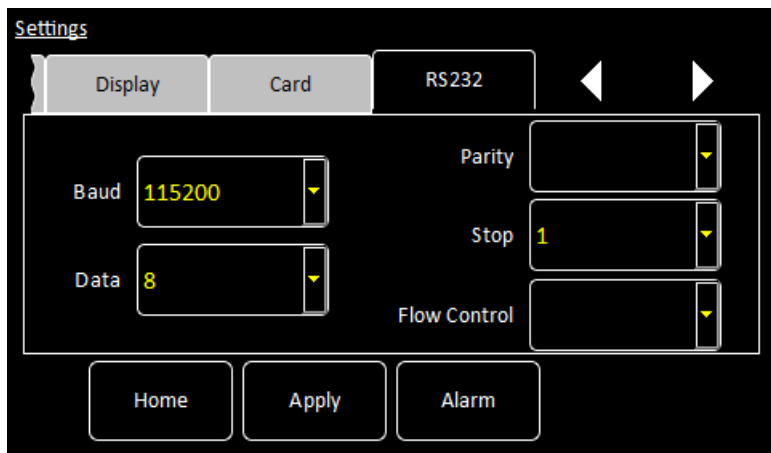 Settings
Display Card RS232
Parity
Baud 115200
Stop 1
Data 8
Flow Control
Home Apply Alarm